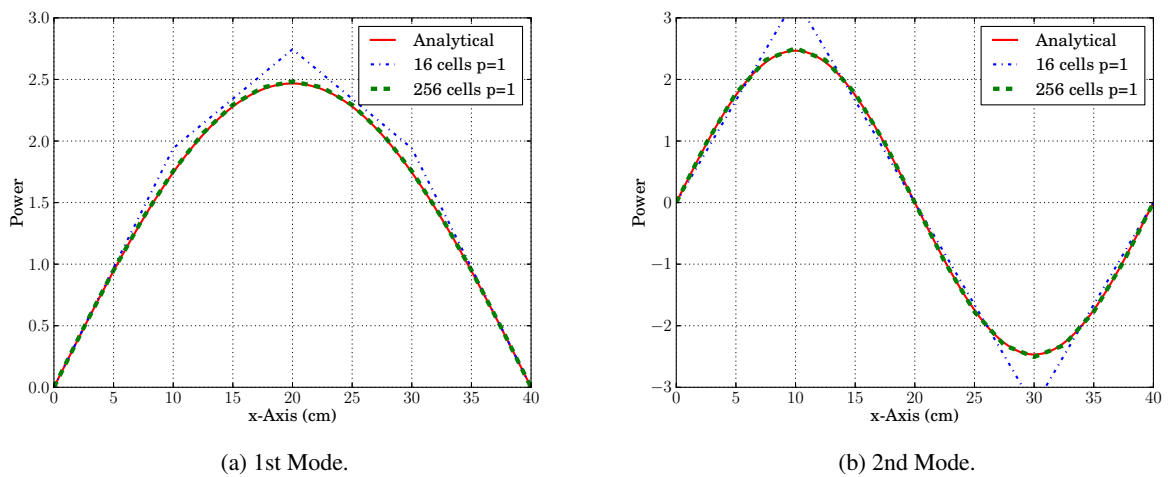 3.0
2.5
2.0
1.5
1.0
0.5
0.0
Power
0 5 10 15 20 25 30 35 40
x-Axis (cm)
Analytical
16 cells p=1
256 cells p=1
(a) 1st Mode.
3
2
1
0
−1
−2
−3
Power
0 5 10 15 20 25 30 35 40
x-Axis (cm)
Analytical
16 cells p=1
256 cells p=1
(b) 2nd Mode.